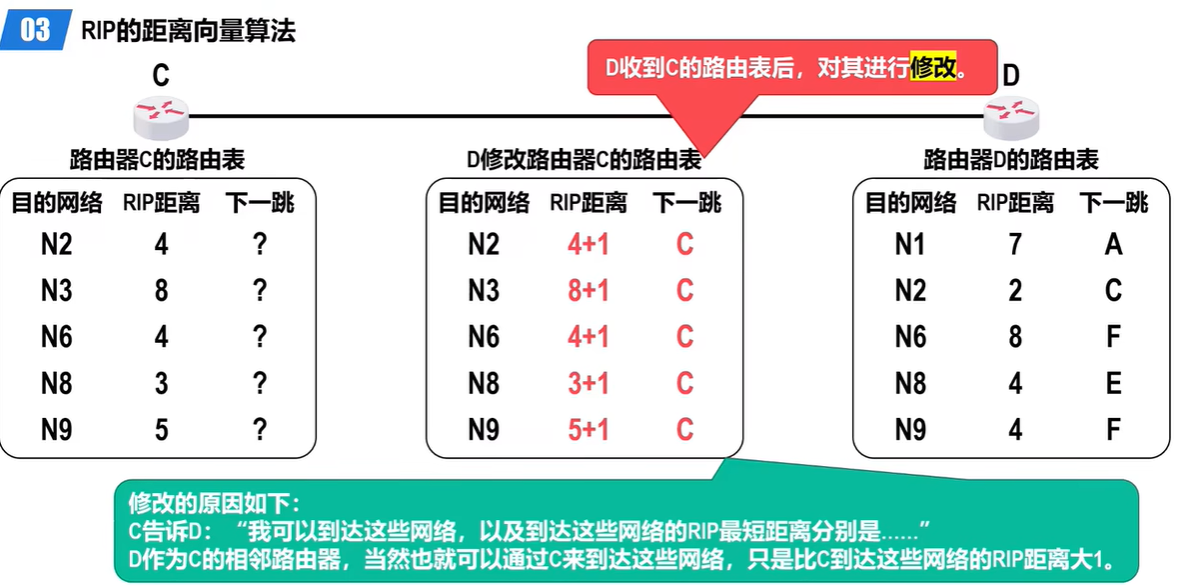 03 RIP的距离向量算法
D收到C的路由表后，对其进行修改。
C
D
路由器C的路由表
目的网络 RIP距离 下一跳
N2 4 ?
N3 8 ?
N6 4 ?
N8 3 ?
N9 5 ?
D修改路由器C的路由表
目的网络 RIP距离 下一跳
N2 4+1 C
N3 8+1 C
N6 4+1 C
N8 3+1 C
N9 5+1 C
路由器D的路由表
目的网络 RIP距离 下一跳
N1 7 A
N2 2 C
N6 8 F
N8 4 E
N9 4 F
修改的原因如下：
C告诉D：“我可以到达这些网络，以及到达这些网络的RIP最短距离分别是……”
D作为C的相邻路由器，当然也就可以通过C来到达这些网络，只是比C到达这些网络的RIP距离大1。